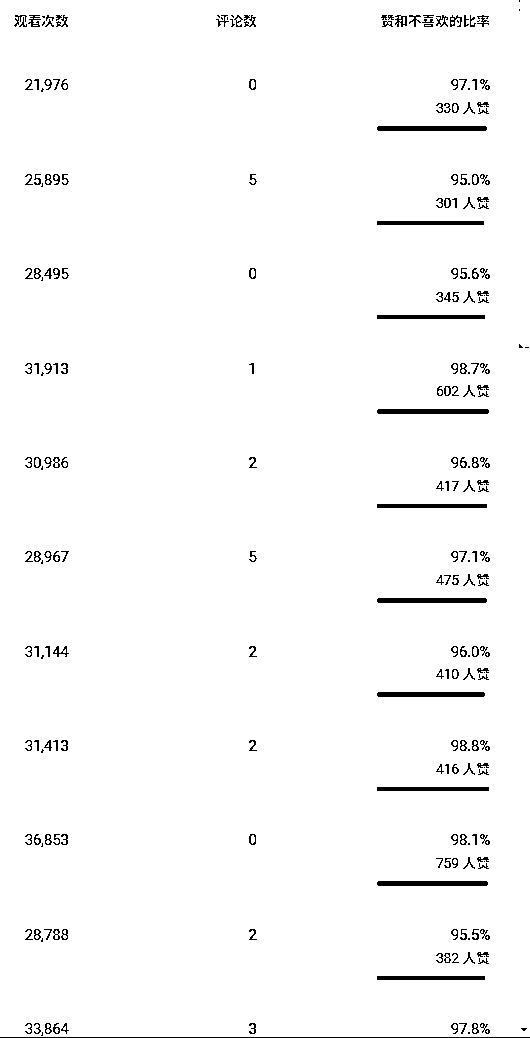 观看次数 评论数 赞和不喜欢的比率
21,976 0 97.1%
330 人赞
25,895 5 95.0%
301 人赞
28,495 0 95.6%
345 人赞
31,913 1 98.7%
602 人赞
30,986 2 96.8%
417 人赞
28,967 5 97.1%
475 人赞
31,144 2 96.0%
410 人赞
31,413 2 98.8%
416 人赞
36,853 0 98.1%
759 人赞
28,788 2 95.5%
382 人赞
33,864 3 97.8%